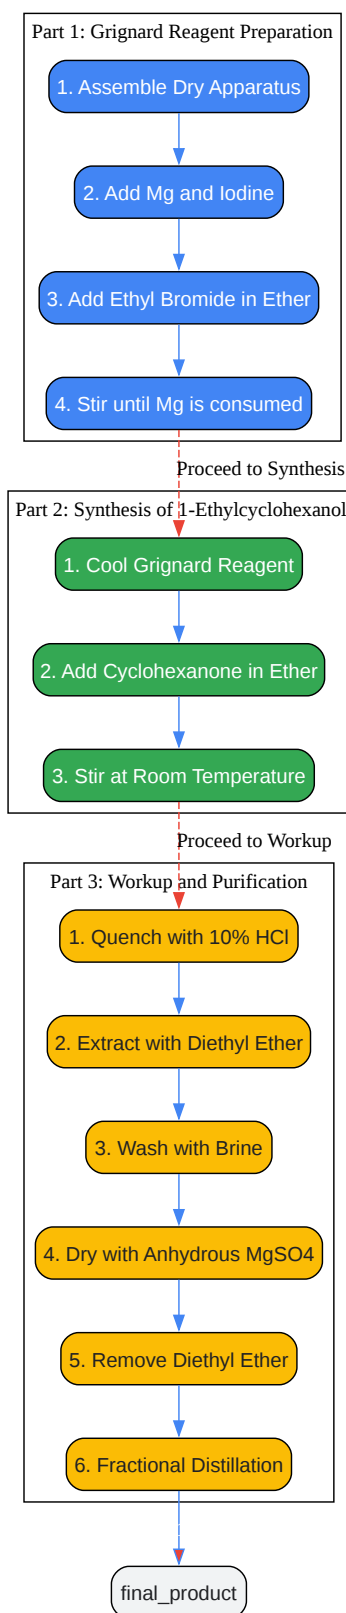 Part 1: Grignard Reagent Preparation
1. Assemble Dry Apparatus
2. Add Mg and Iodine
3. Add Ethyl Bromide in Ether
4. Stir until Mg is consumed
Proceed to Synthesis
Part 2: Synthesis of 1-Ethylcyclohexanol
1. Cool Grignard Reagent
2. Add Cyclohexanone in Ether
3. Stir at Room Temperature
Proceed to Workup
Part 3: Workup and Purification
1. Quench with 10% HCl
2. Extract with Diethyl Ether
3. Wash with Brine
4. Dry with Anhydrous MgSO4
5. Remove Diethyl Ether
6. Fractional Distillation
final_product